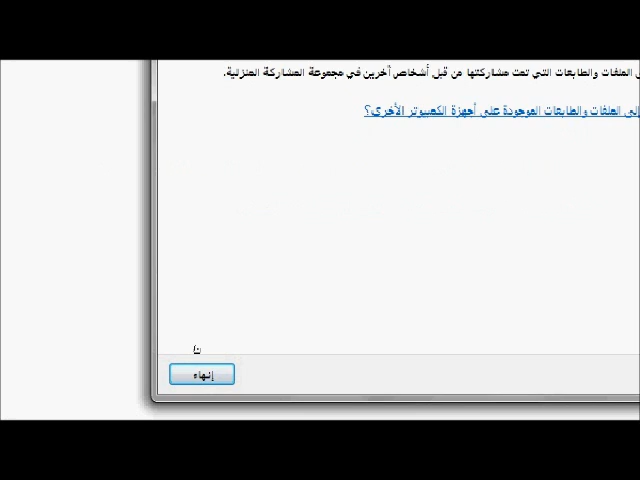 الملفات والطابعات التي تمت مشاركتها من قبل أشخاص آخرين في مجموعة المشاركة المنزلية.
إلى الملفات والطابعات الموجودة على أجهزة الكمبيوتر الأخرى؟
إنهاء